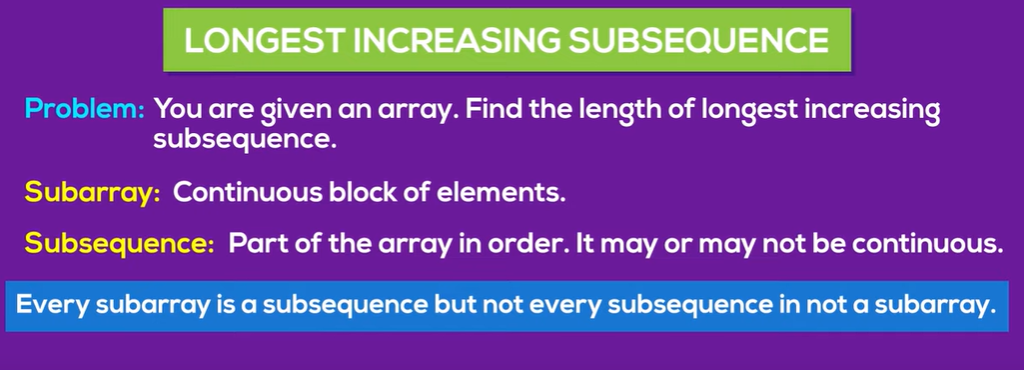 LONGEST INCREASING SUBSEQUENCE
Problem: You are given an array. Find the length of longest increasing
subsequence.
Subarray: Continuous block of elements.
Subsequence: Part of the array in order. It may or may not be continuous.
Every subarray is a subsequence but not every subsequence in not a subarray.